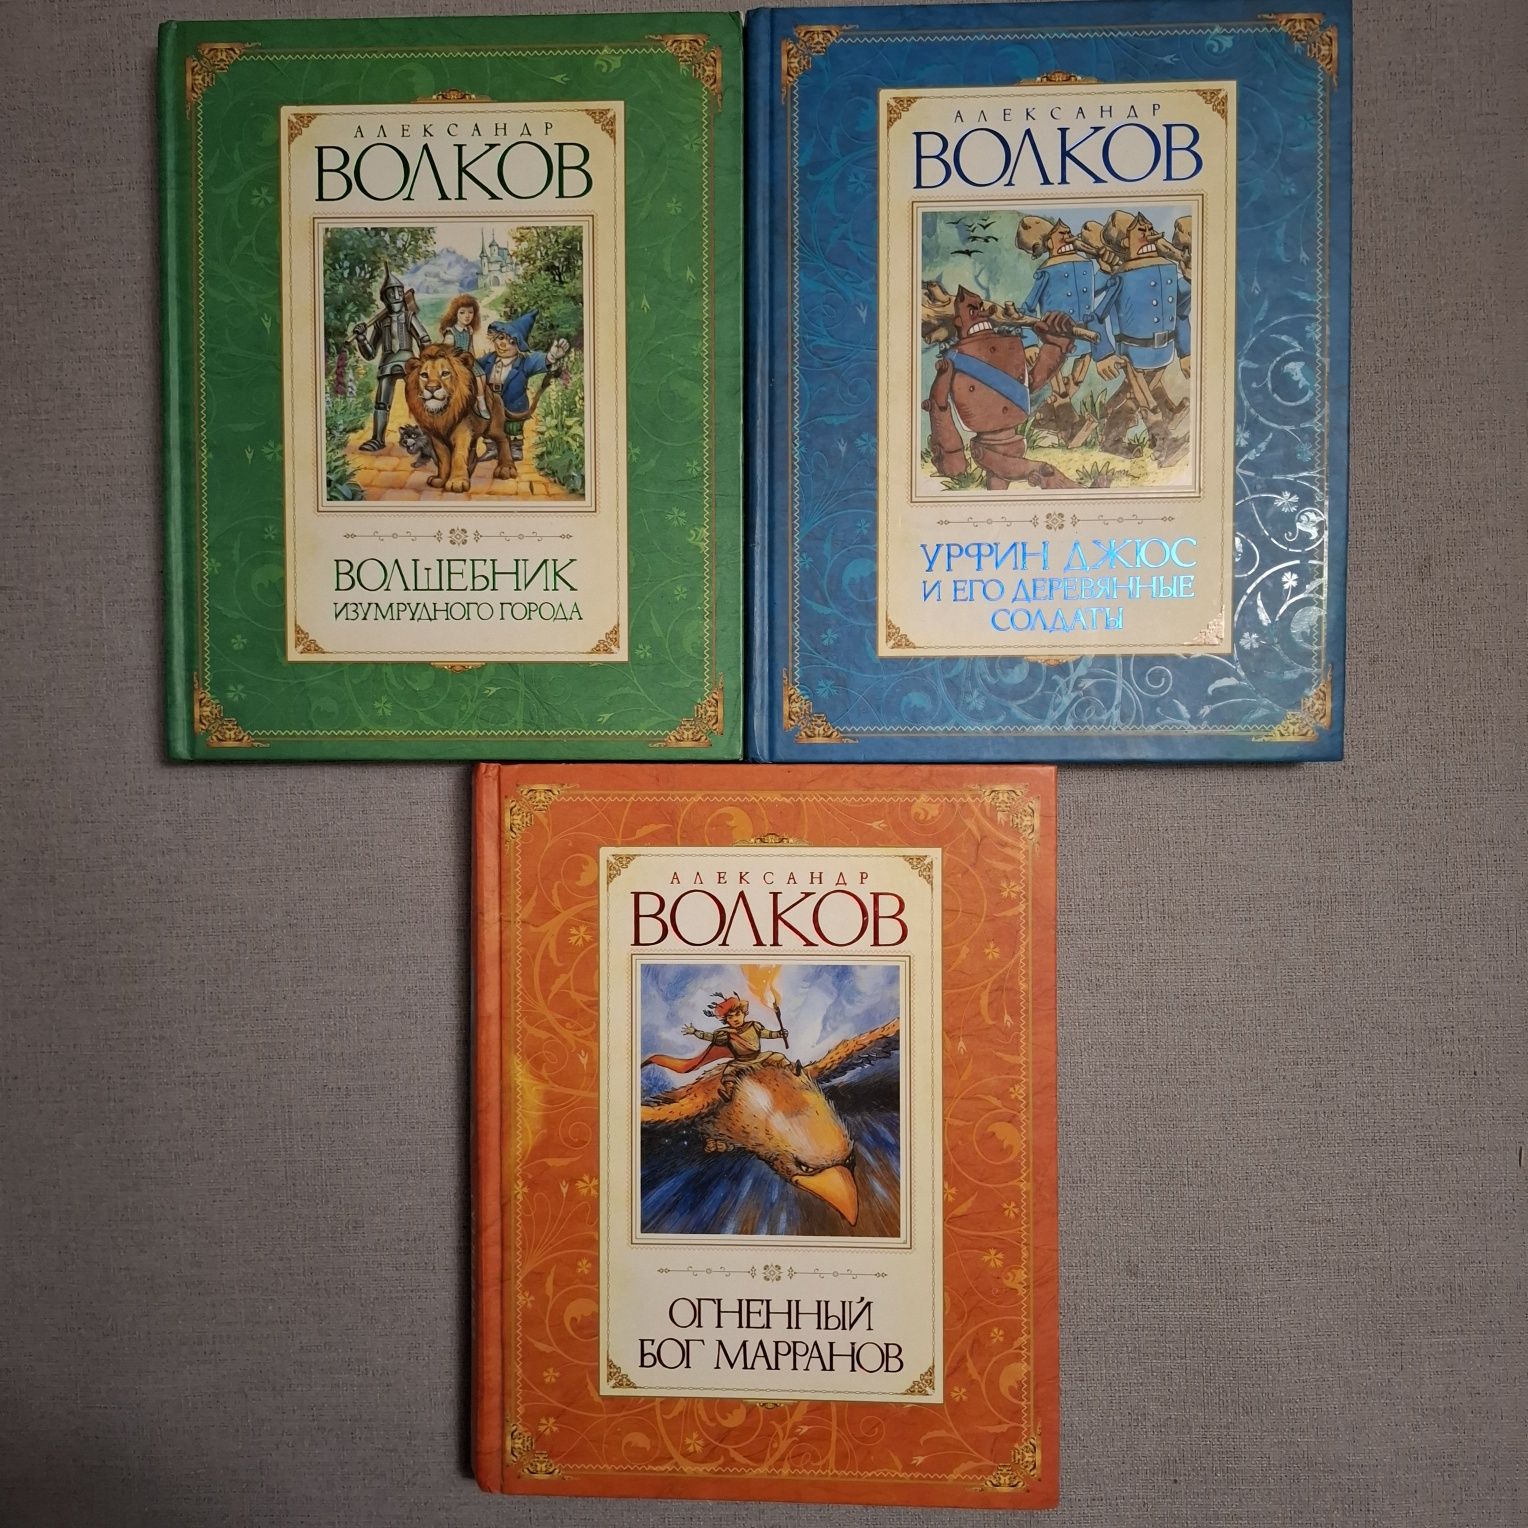 АЛЕКСАНДР
ВОЛКОВ
ВОЛШЕБНИК
ИЗУМРУДНОГО ГОРОДА
АЛЕКСАНДР
ВОЛКОВ
УРФИН ДЖЮС
И ЕГО ДЕРЕВЯННЫЕ
СОЛДАТЫ
АЛЕКСАНДР
ВОЛКОВ
ОГНЕННЫЙ
БОГ МАРРАНОВ